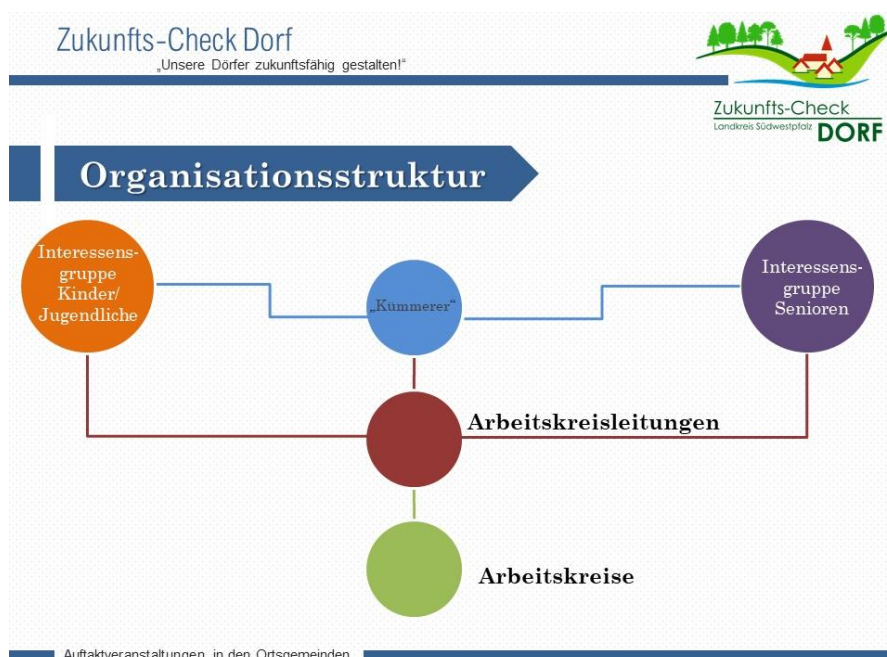 Zukunfts-Check Dorf
„Unsere Dörfer zukunftsfähig gestalten!“
Zukunfts-Check
Landkreis Südwestpfalz DORF
Organisationsstruktur
Interessens-
gruppe
Kinder/
Jugendliche
„Kümmerer“
Interessens-
gruppe
Senioren
Arbeitskreisleitungen
Arbeitskreise
Auftaktveranstaltungen in den Ortsgemeinden